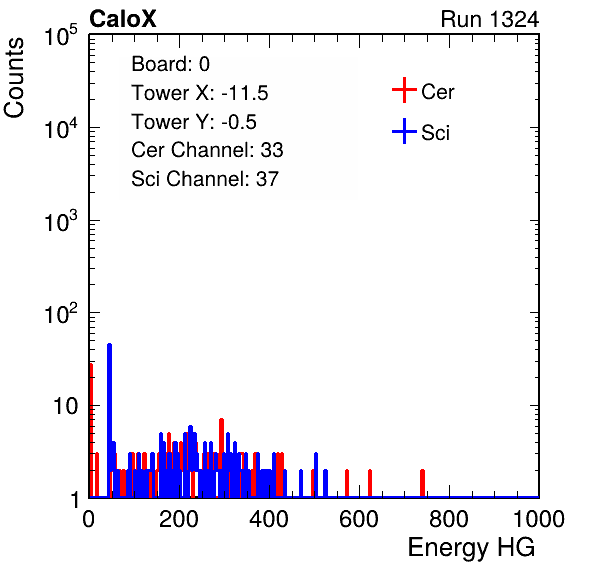 CaloX Run 1324
Board: 0
Tower X: -11.5
Tower Y: -0.5
Cer Channel: 33
Sci Channel: 37
Cer
Sci
Counts
10^5
10^4
10^3
10^2
10
1
0 200 400 600 800 1000
Energy HG